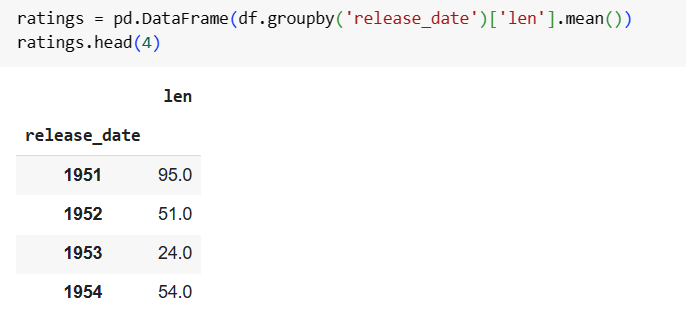 ratings = pd.DataFrame(df.groupby('release_date')['len'].mean())
ratings.head(4)
len
release_date
1951 95.0
1952 51.0
1953 24.0
1954 54.0